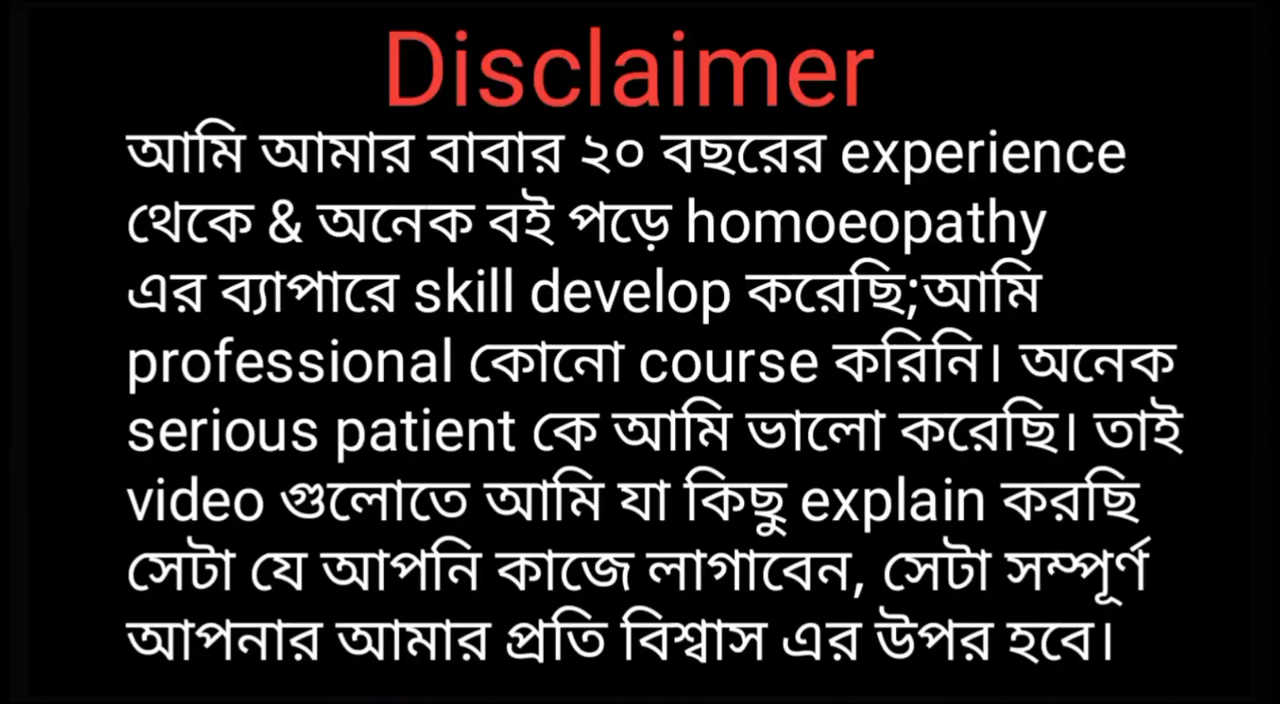 Disclaimer
আমি আমার বাবার ২০ বছরের experience
থেকে & অনেক বই পড়ে homoeopathy
এর ব্যাপারে skill develop করেছি;আমি
professional কোনো course করিনি। অনেক
serious patient কে আমি ভালো করেছি। তাই
video গুলোতে আমি যা কিছু explain করছি
সেটা যে আপনি কাজে লাগাবেন, সেটা সম্পূর্ণ
আপনার আমার প্রতি বিশ্বাস এর উপর হবে।